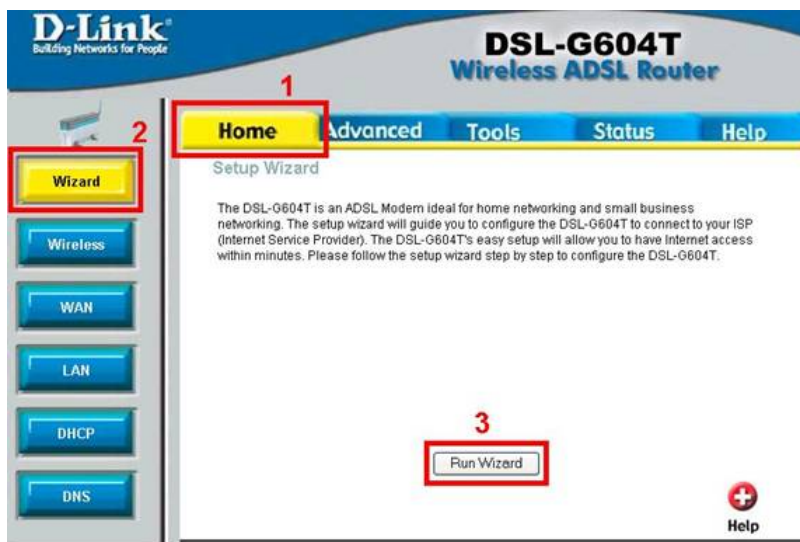 D-Link
Building Networks for People
DSL-G604T
Wireless ADSL Router
1
2
Home Advanced Tools Status Help
Wizard
Wireless
WAN
LAN
DHCP
DNS
Setup Wizard
The DSL-G604T is an ADSL Modem ideal for home networking and small business
networking. The setup wizard will guide you to configure the DSL-G604T to connect to your ISP
(Internet Service Provider). The DSL-G604T's easy setup will allow you to have Internet access
within minutes. Please follow the setup wizard step by step to configure the DSL-G604T.
3
Run Wizard
Help